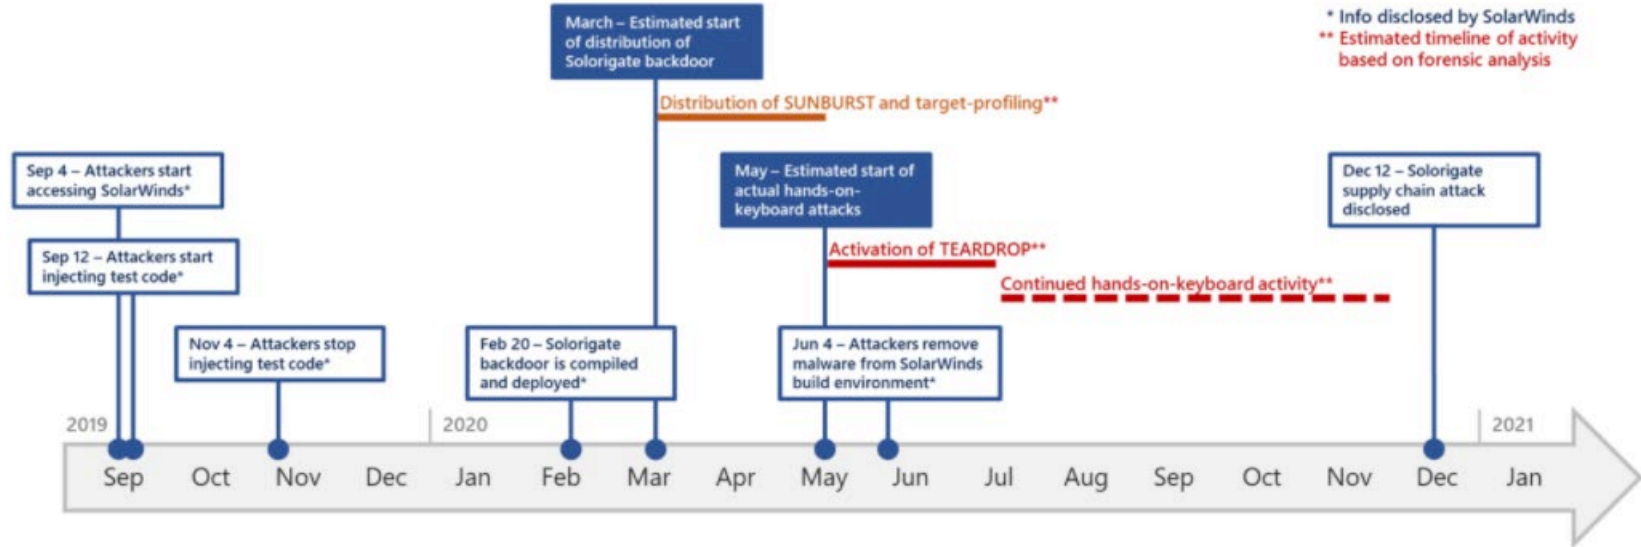 March – Estimated start
of distribution of
Solorigate backdoor
* Info disclosed by SolarWinds
** Estimated timeline of activity
based on forensic analysis
Distribution of SUNBURST and target-profiling**
Sep 4 – Attackers start
accessing SolarWinds*
May – Estimated start of
actual hands-on-
keyboard attacks
Dec 12 – Solorigate
supply chain attack
disclosed
Sep 12 – Attackers start
injecting test code*
Activation of TEARDROP**
Continued hands-on-keyboard activity**
Nov 4 – Attackers stop
injecting test code*
Feb 20 – Solorigate
backdoor is compiled
and deployed*
Jun 4 – Attackers remove
malware from SolarWinds
build environment*
2019 2020 2021
Sep Oct Nov Dec Jan Feb Mar Apr May Jun Jul Aug Sep Oct Nov Dec Jan